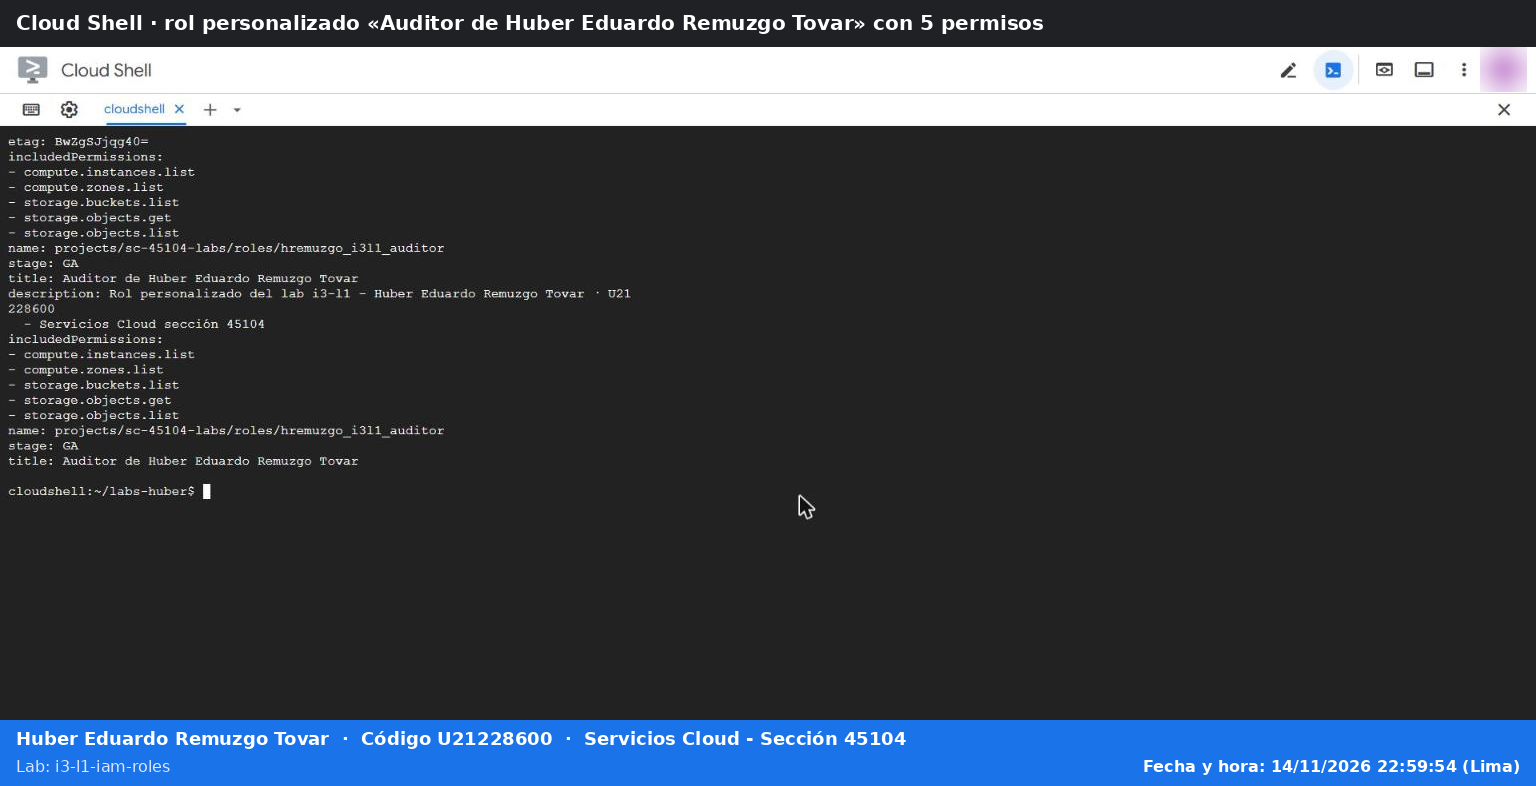 Cloud Shell · rol personalizado «Auditor de Huber Eduardo Remuzgo Tovar» con 5 permisos
Cloud Shell
cloudshell
etag: BwZgSJjqg40=
includedPermissions:
- compute.instances.list
- compute.zones.list
- storage.buckets.list
- storage.objects.get
- storage.objects.list
name: projects/sc-45104-labs/roles/hremuzgo_i3l1_auditor
stage: GA
title: Auditor de Huber Eduardo Remuzgo Tovar
description: Rol personalizado del lab i3-l1 - Huber Eduardo Remuzgo Tovar · U21
228600
- Servicios Cloud sección 45104
includedPermissions:
- compute.instances.list
- compute.zones.list
- storage.buckets.list
- storage.objects.get
- storage.objects.list
name: projects/sc-45104-labs/roles/hremuzgo_i3l1_auditor
stage: GA
title: Auditor de Huber Eduardo Remuzgo Tovar
cloudshell:~/labs-huber$
Huber Eduardo Remuzgo Tovar · Código U21228600 · Servicios Cloud - Sección 45104
Lab: i3-l1-iam-roles
Fecha y hora: 14/11/2026 22:59:54 (Lima)